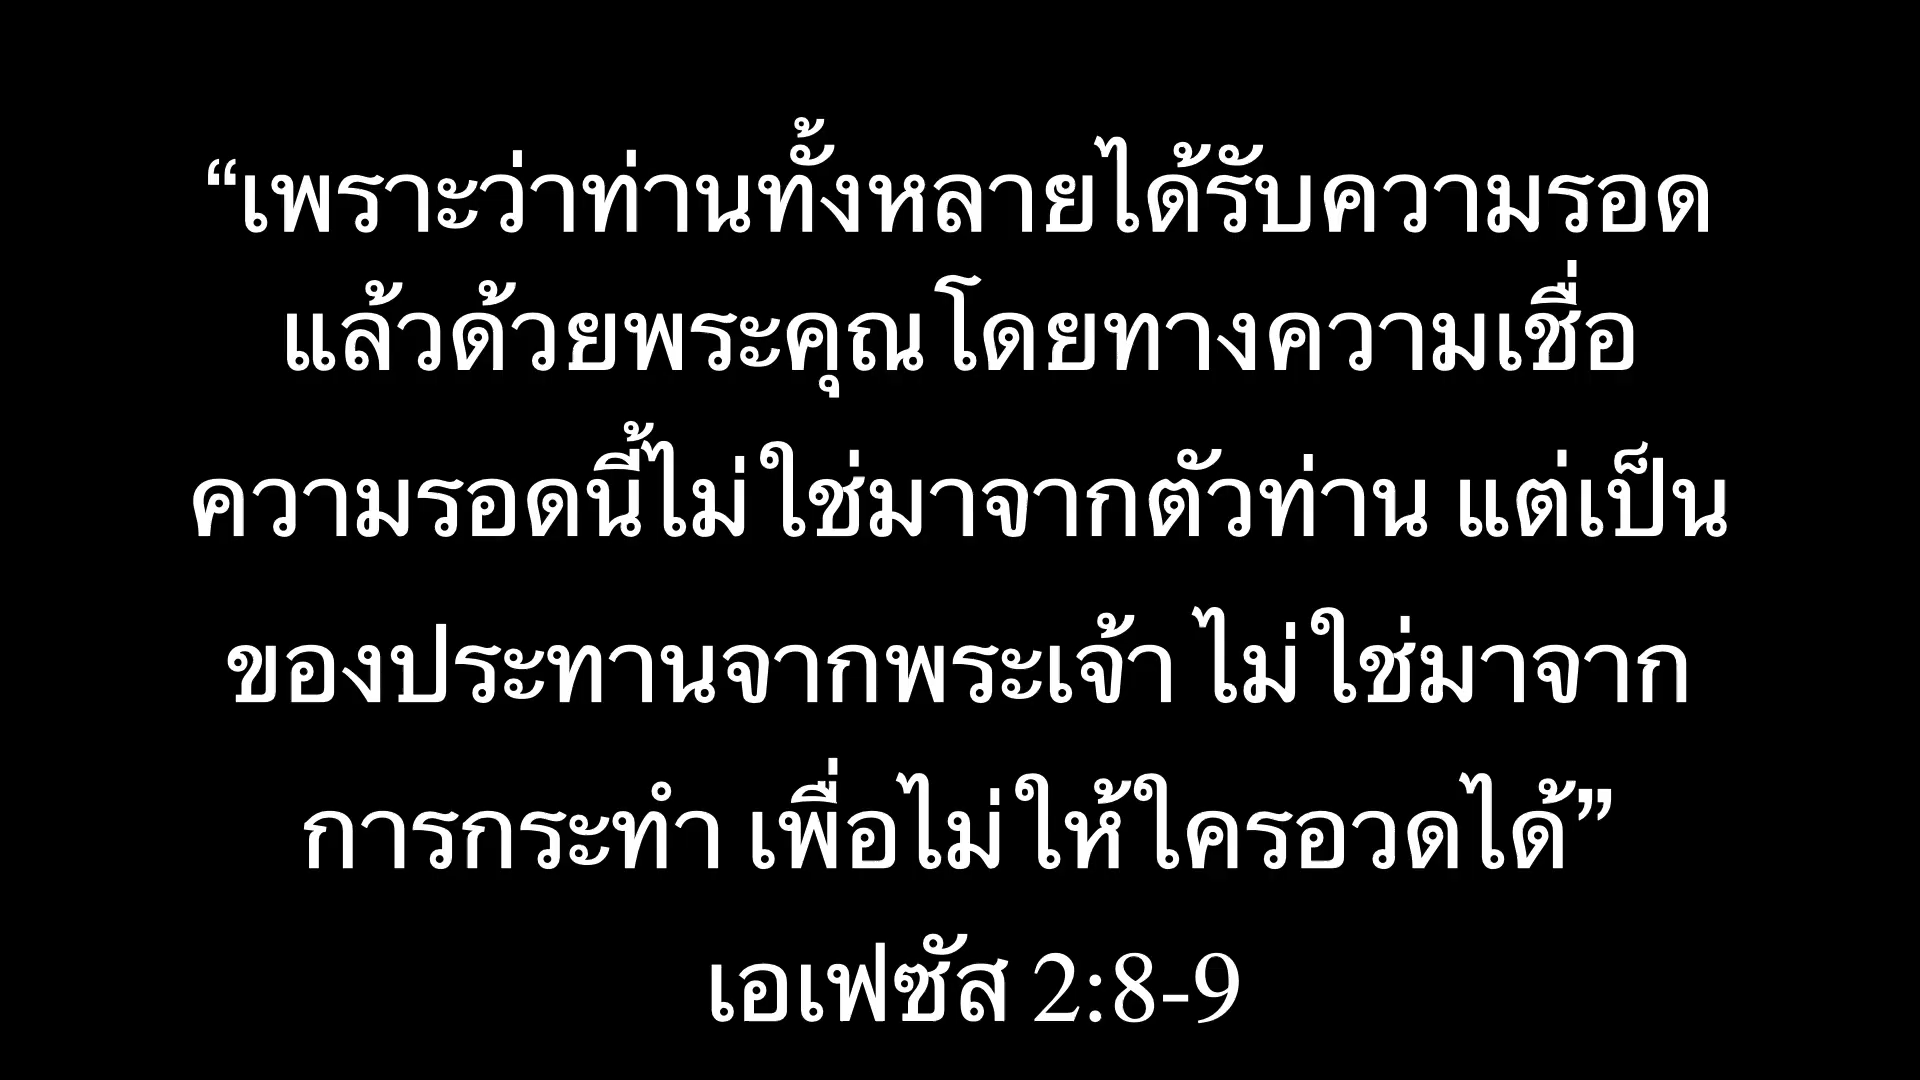 “เพราะว่าท่านทั้งหลายได้รับความรอด
แล้วด้วยพระคุณโดยทางความเชื่อ
ความรอดนี้ไม่ใช่มาจากตัวท่าน แต่เป็น
ของประทานจากพระเจ้า ไม่ใช่มาจาก
การกระทำ เพื่อไม่ให้ใครอวดได้”
เอเฟซัส 2:8-9